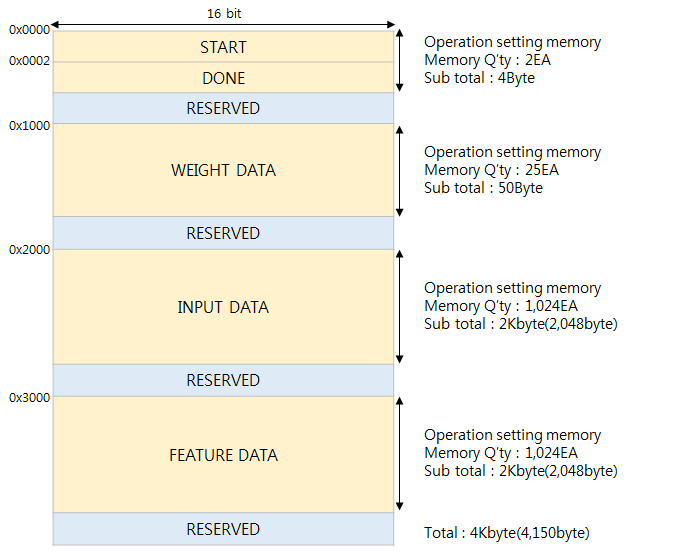 16 bit
0x0000
START
0x0002
DONE
Operation setting memory
Memory Q'ty : 2EA
Sub total : 4Byte
RESERVED
0x1000
WEIGHT DATA
Operation setting memory
Memory Q'ty : 25EA
Sub total : 50Byte
RESERVED
0x2000
INPUT DATA
Operation setting memory
Memory Q'ty : 1,024EA
Sub total : 2Kbyte(2,048byte)
RESERVED
0x3000
FEATURE DATA
Operation setting memory
Memory Q'ty : 1,024EA
Sub total : 2Kbyte(2,048byte)
RESERVED
Total : 4Kbyte(4,150byte)